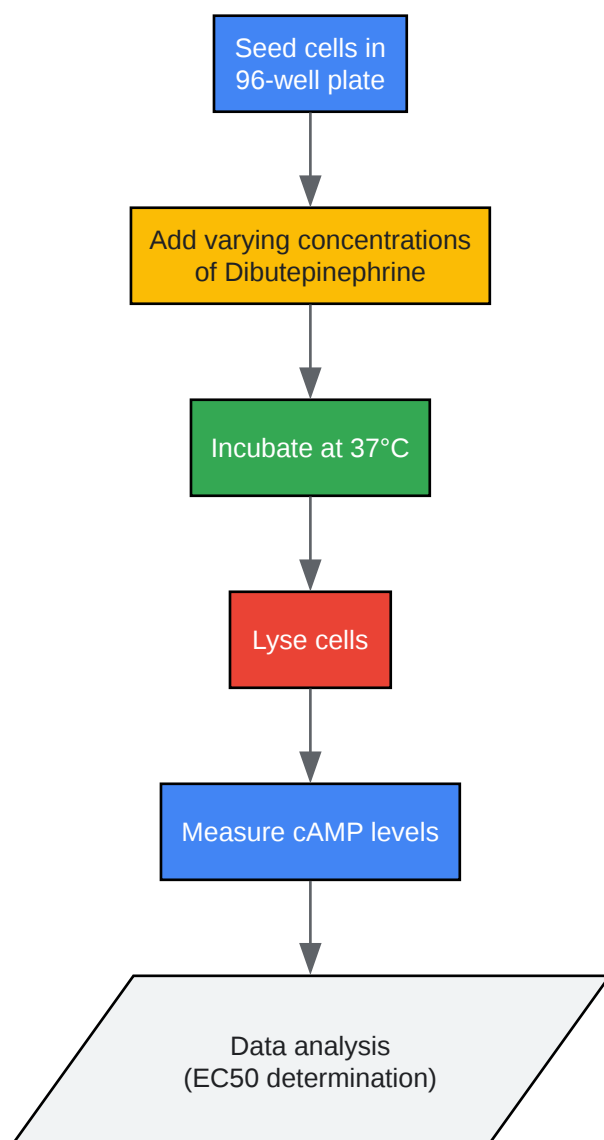 Seed cells in
96-well plate
Add varying concentrations
of Dibutepinephrine
Incubate at 37°C
Lyse cells
Measure cAMP levels
Data analysis
(EC50 determination)